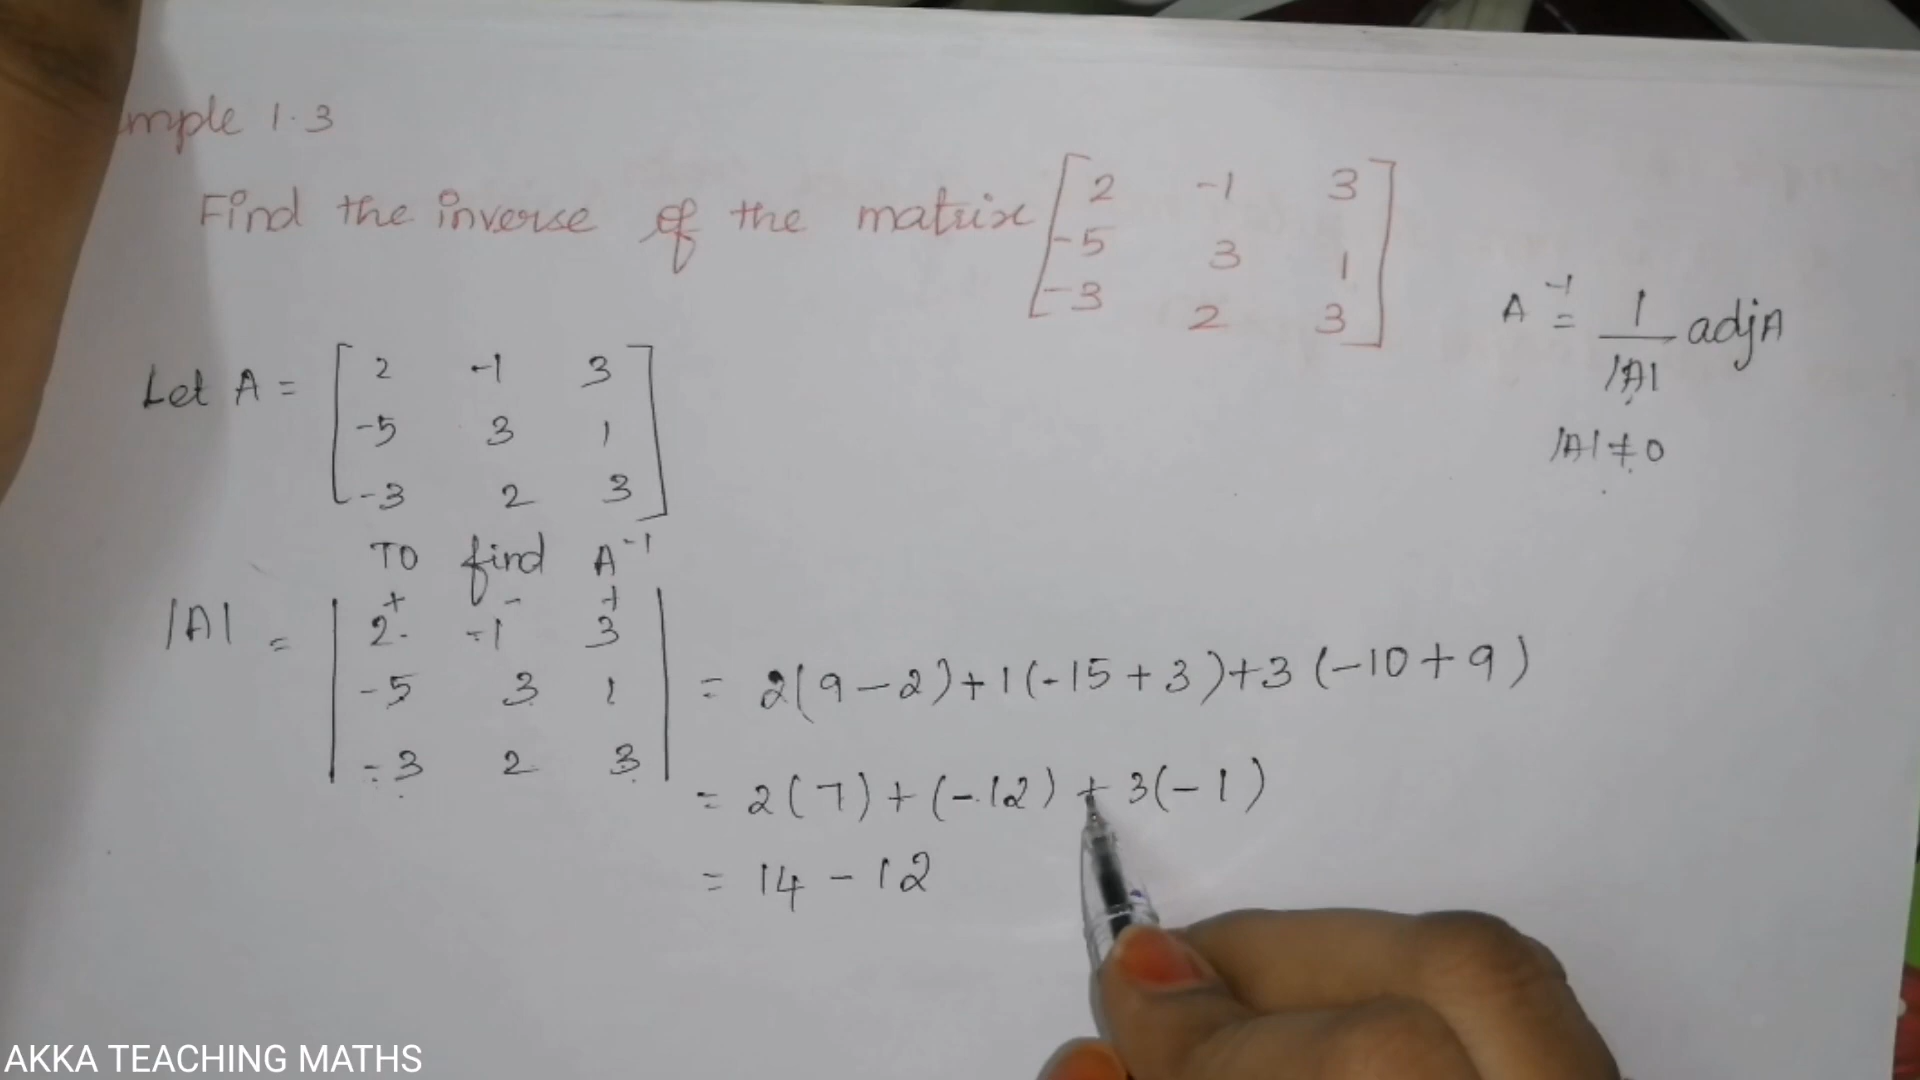 mple 1.3
Find the inverse of the matrix [2 -1 3
-5 3 1
-3 2 3]
A⁻¹ = 1/|A| adjA
|A| ≠ 0
Let A = [2 -1 3
-5 3 1
-3 2 3]
To find A⁻¹
+ - +
|A| = |2 -1 3
-5 3 1
-3 2 3| = 2(9-2)+1(-15+3)+3(-10+9)
= 2(7)+(-12)+3(-1)
= 14-12
AKKA TEACHING MATHS